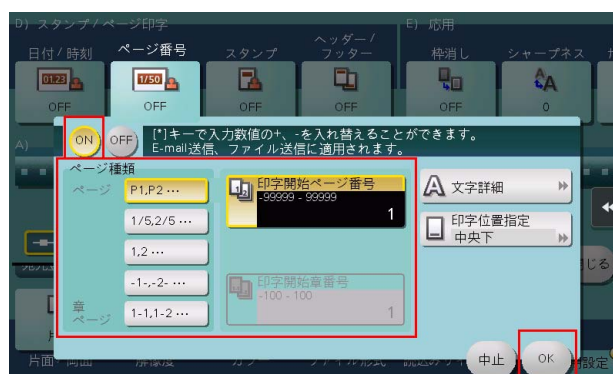 D) スタンプ/ページ印字
E) 応用
日付/時刻
ページ番号
スタンプ
ヘッダー/
フッター
枠消し
シャープネス
01.23
1/50
OFF
OFF
OFF
OFF
OFF
0
A)
ON
OFF
[*]キーで入力数値の+、-を入れ替えることができます。
E-mail送信、ファイル送信に適用されます。
ページ種類
ページ
P1,P2 …
1/5,2/5 …
1,2 …
-1-,-2- …
章
ページ
1-1,1-2 …
印字開始ページ番号
-99999 - 99999
1
印字開始章番号
-100 - 100
1
文字詳細
印字位置指定
中央下
中止
OK